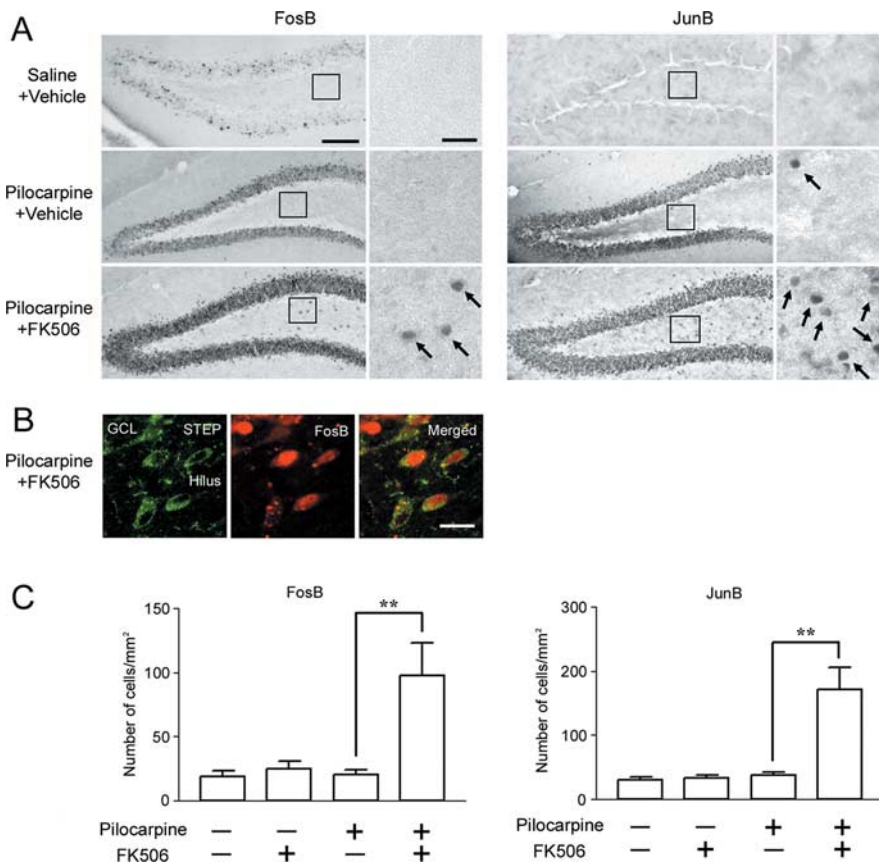 FosB
JunB
A
Saline
+Vehicle
Pilocarpine
+Vehicle
Pilocarpine
+FK506
B
Pilocarpine
+FK506
GCL STEP
Hilus
FosB
Merged
C
FosB
Number of cells/mm²
150
100
50
0
**
Pilocarpine — — + +
FK506 — + — +
JunB
Number of cells/mm²
300
200
100
0
**
Pilocarpine — — + +
FK506 — + — +